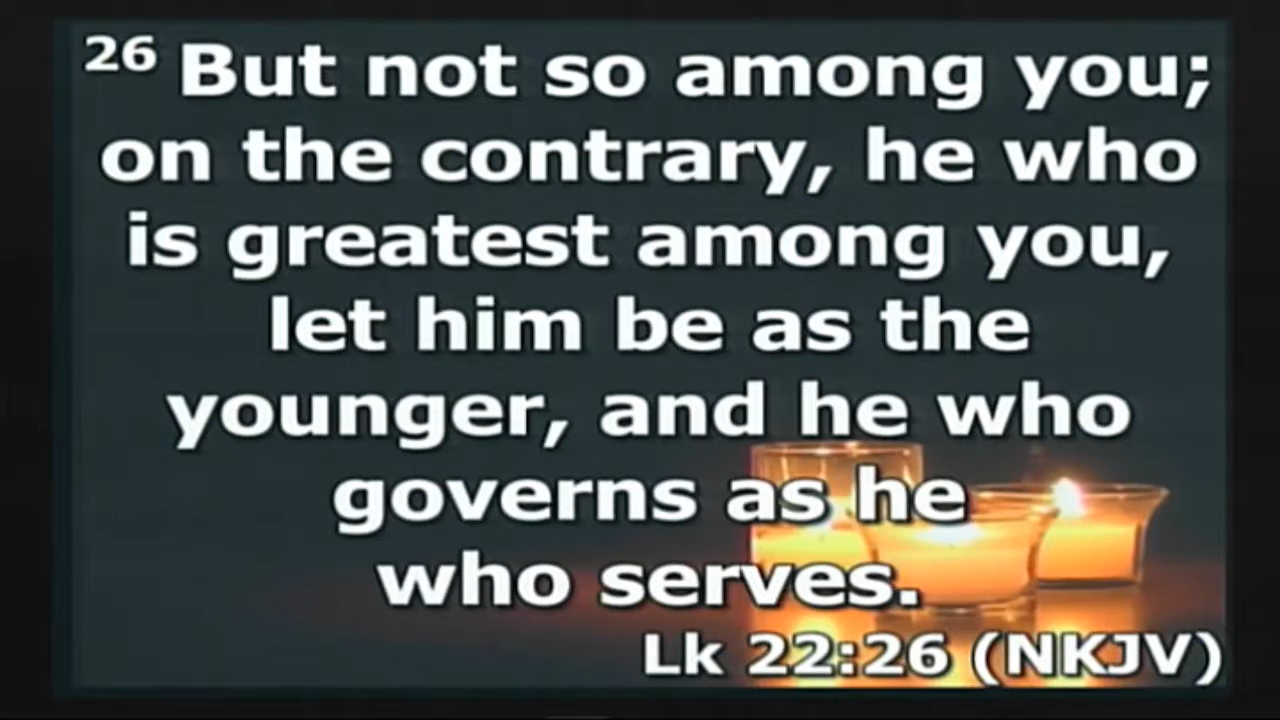 26 But not so among you;
on the contrary, he who
is greatest among you,
let him be as the
younger, and he who
governs as he
who serves.
Lk 22:26 (NKJV)